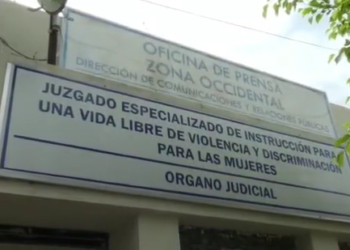 OFICINA DE PRENSA
ZONA OCCIDENTAL
DIRECCIÓN DE COMUNICACIONES Y RELACIONES PÚBLICAS
JUZGADO ESPECIALIZADO DE INSTRUCCIÓN PARA
UNA VIDA LIBRE DE VIOLENCIA Y DISCRIMINACIÓN
PARA LAS MUJERES
ORGANO JUDICIAL